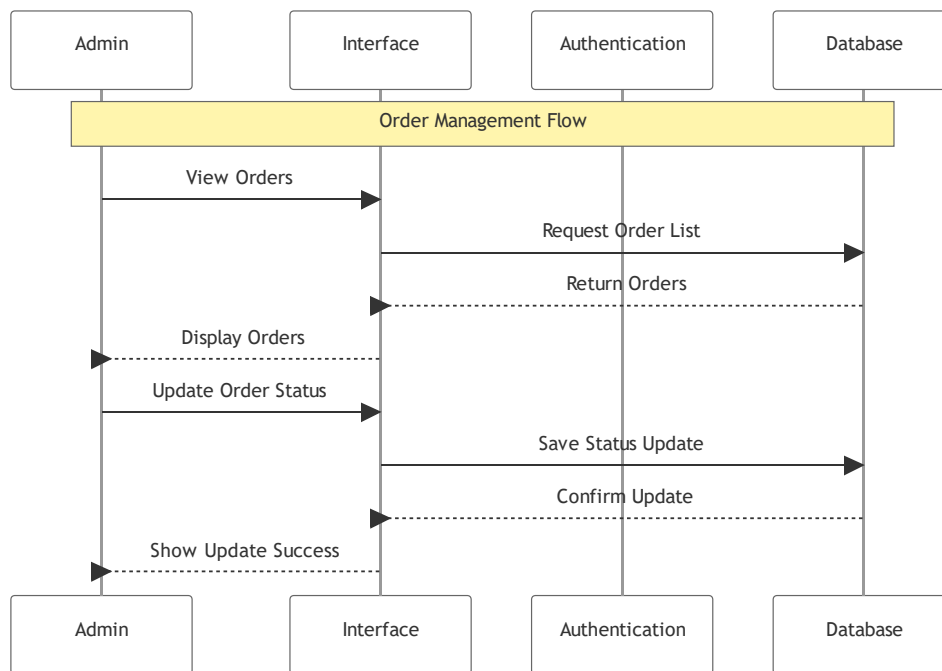 Admin
Interface
Authentication
Database
Order Management Flow
View Orders
Request Order List
Return Orders
Display Orders
Update Order Status
Save Status Update
Confirm Update
Show Update Success
Admin
Interface
Authentication
Database